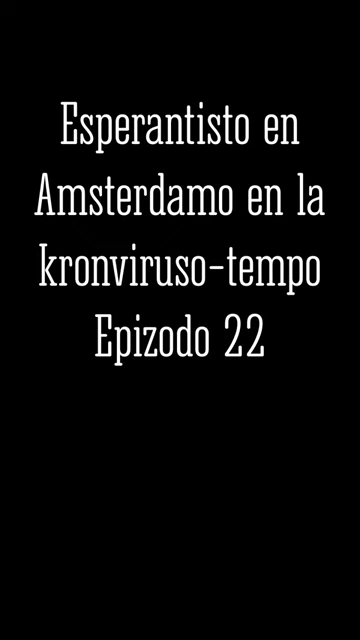 Esperantisto en
Amsterdamo en la
kronviruso-tempo
Epizodo 22